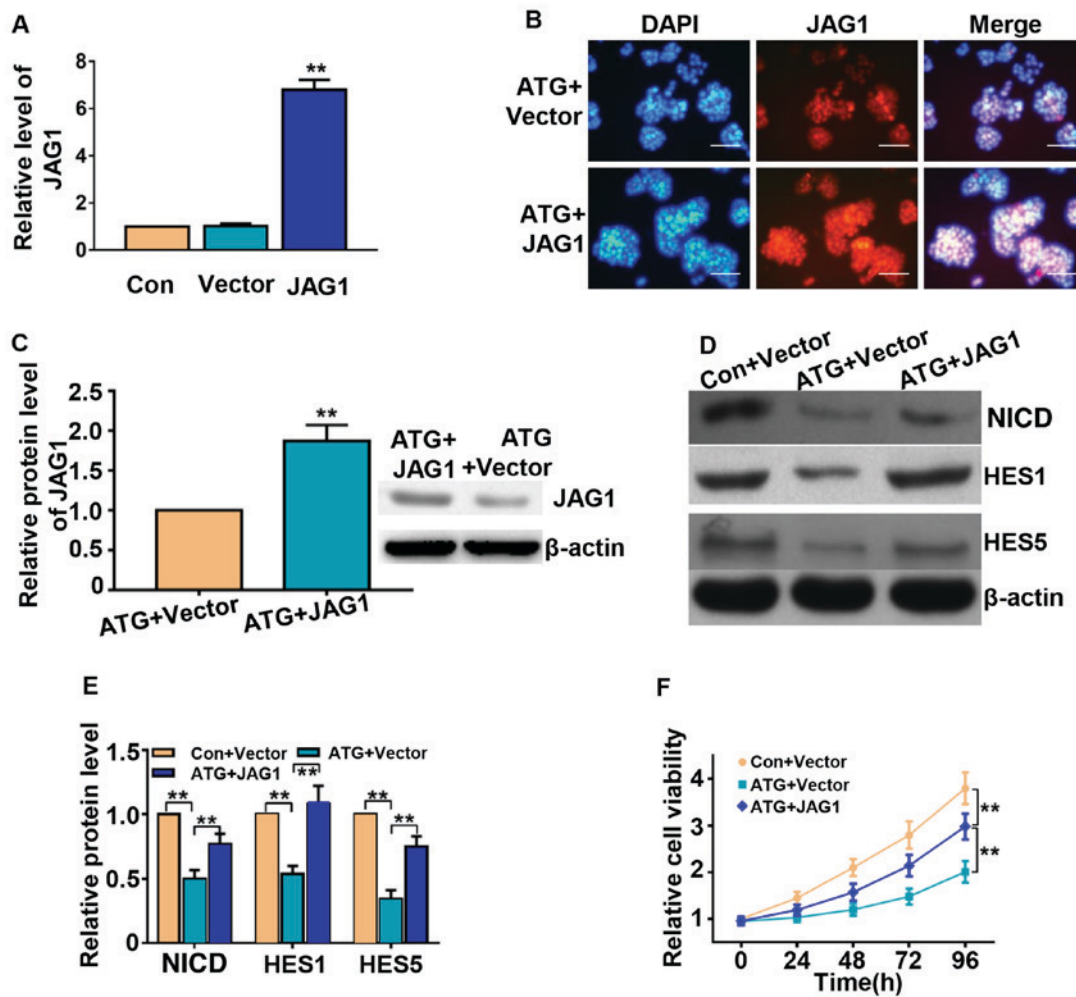 A
Relative level of
JAG1
8
6
4
2
0
**
Con
Vector
JAG1
B
DAPI
JAG1
Merge
ATG+
Vector
ATG+
JAG1
C
Relative protein level
of JAG1
2.5
2.0
1.5
1.0
0.5
0
**
ATG+Vector
ATG+JAG1
ATG+
JAG1
ATG
+Vector
JAG1
β-actin
D
Con+Vector
ATG+Vector
ATG+JAG1
NICD
HES1
HES5
β-actin
E
Relative protein level
1.5
1.0
0.5
0
Con+Vector
ATG+Vector
ATG+JAG1
**
**
**
**
**
**
NICD
HES1
HES5
F
Relative cell viability
4
3
2
1
Con+Vector
ATG+Vector
ATG+JAG1
**
**
0
24
48
72
96
Time(h)